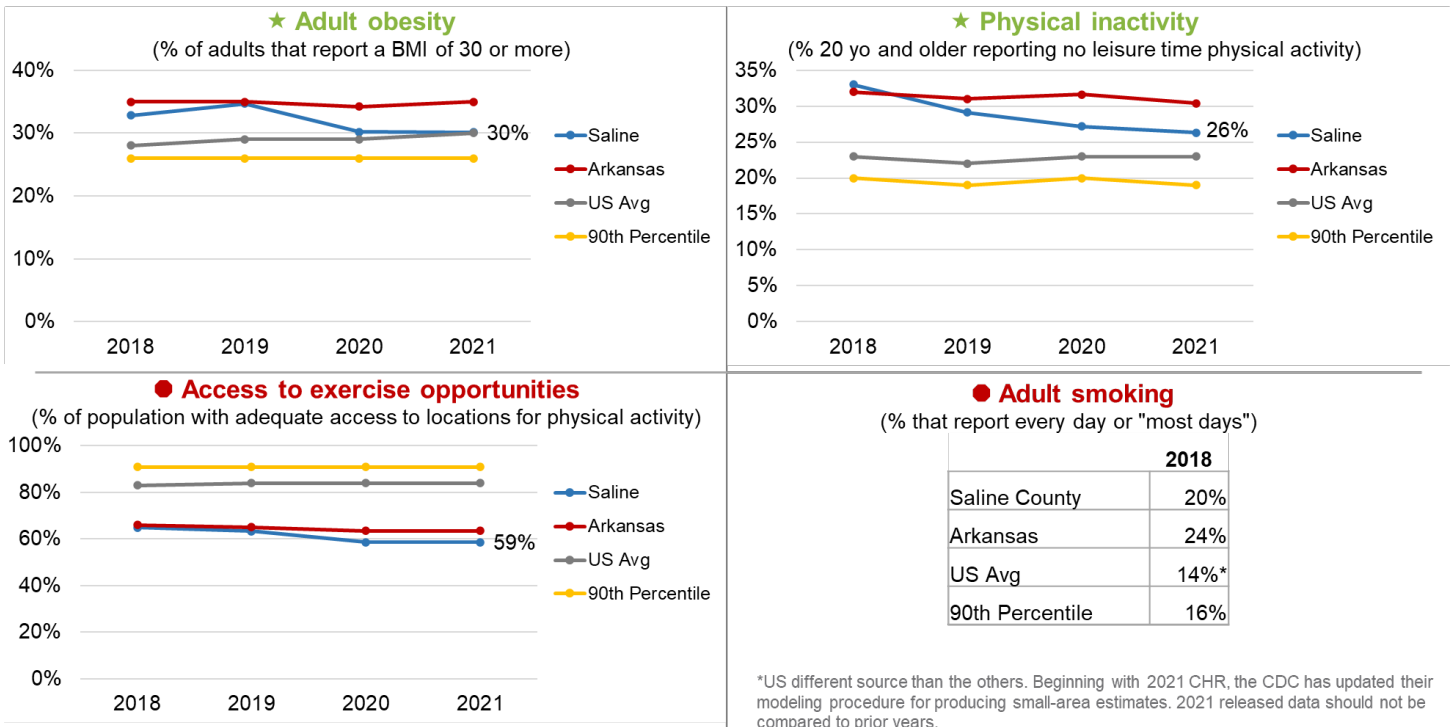 ★ Adult obesity
(% of adults that report a BMI of 30 or more)
40%
30%
20%
10%
0%
30%
2018 2019 2020 2021
Saline
Arkansas
US Avg
90th Percentile
★ Physical inactivity
(% 20 yo and older reporting no leisure time physical activity)
35%
30%
25%
20%
15%
10%
5%
0%
26%
2018 2019 2020 2021
Saline
Arkansas
US Avg
90th Percentile
Access to exercise opportunities
(% of population with adequate access to locations for physical activity)
100%
80%
60%
40%
20%
0%
59%
2018 2019 2020 2021
Saline
Arkansas
US Avg
90th Percentile
Adult smoking
(% that report every day or "most days")
2018
Saline County 20%
Arkansas 24%
US Avg 14%*
90th Percentile 16%
*US different source than the others. Beginning with 2021 CHR, the CDC has updated their
modeling procedure for producing small-area estimates. 2021 released data should not be
compared to prior years.